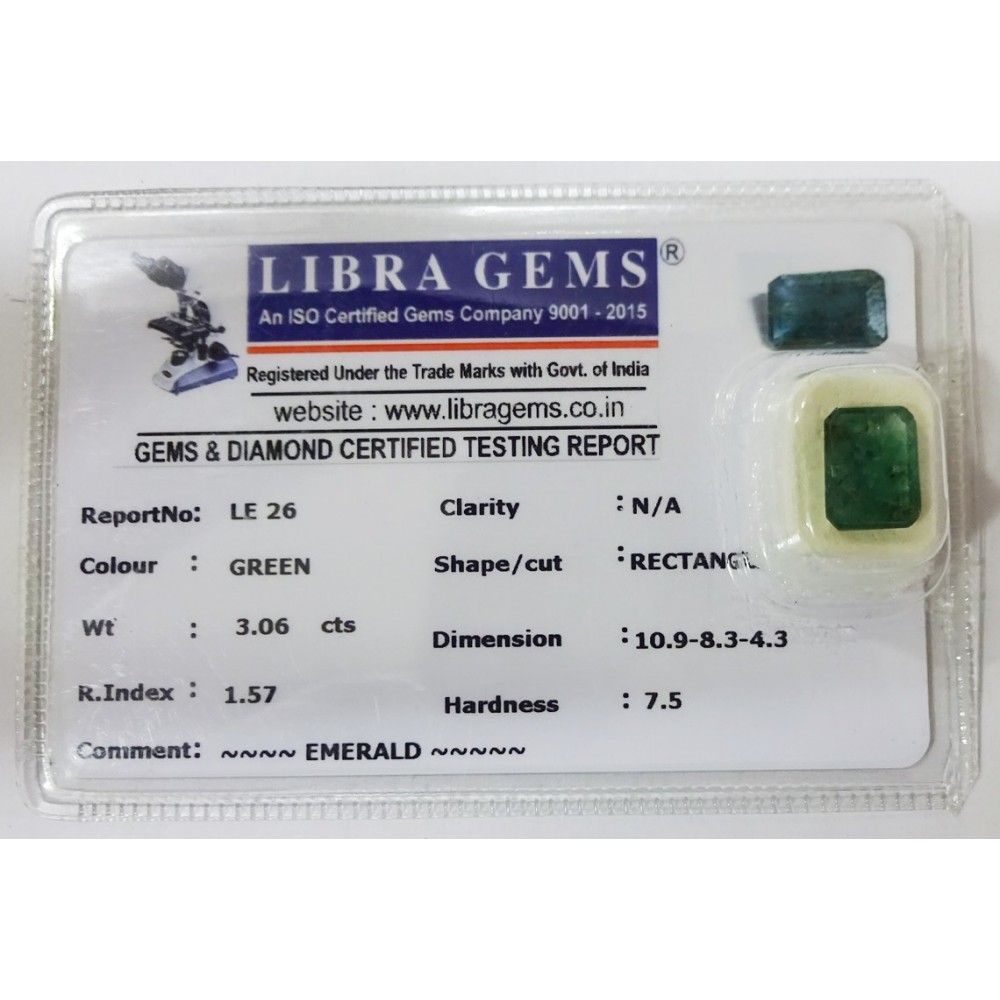 LIBRA GEMS ®
An ISO Certified Gems Company 9001 - 2015
Registered Under the Trade Marks with Govt. of India
website : www.libragems.co.in
GEMS & DIAMOND CERTIFIED TESTING REPORT
ReportNo: LE 26 Clarity : N/A
Colour : GREEN Shape/cut :
Wt : 3.06 cts Dimension : 10.9-8.3-4.3
R.Index : 1.57 Hardness : 7.5
Comment: ~~~~ EMERALD ~~~~~